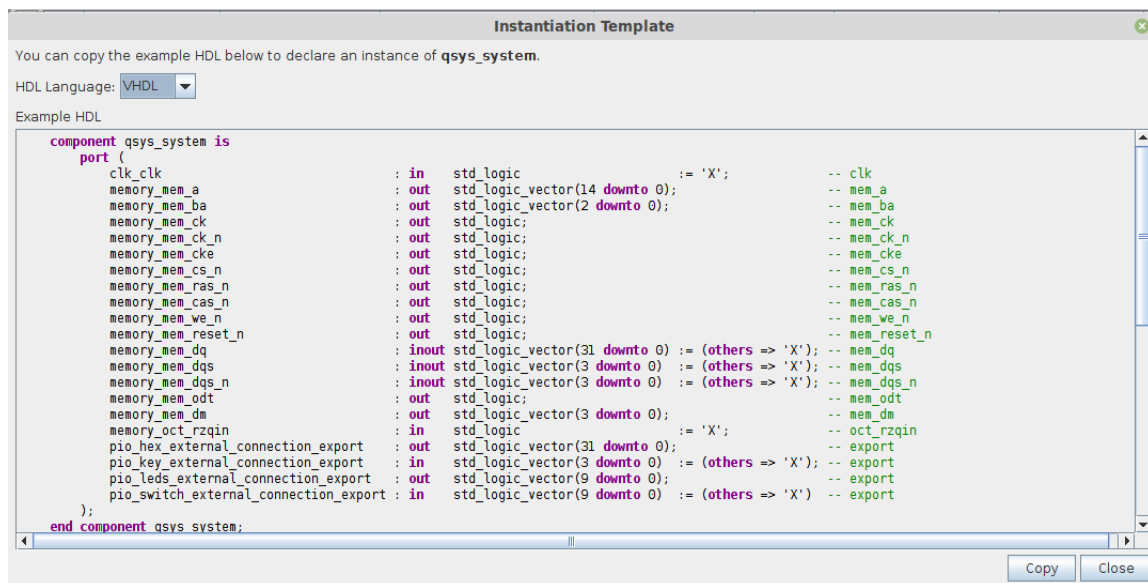 Instantiation Template
You can copy the example HDL below to declare an instance of qsys_system.
HDL Language: VHDL
Example HDL
component qsys_system is
port (
clk_clk : in std_logic := 'X'; -- clk
memory_mem_a : out std_logic_vector(14 downto 0); -- mem_a
memory_mem_ba : out std_logic_vector(2 downto 0); -- mem_ba
memory_mem_ck : out std_logic; -- mem_ck
memory_mem_ck_n : out std_logic; -- mem_ck_n
memory_mem_cke : out std_logic; -- mem_cke
memory_mem_cs_n : out std_logic; -- mem_cs_n
memory_mem_ras_n : out std_logic; -- mem_ras_n
memory_mem_cas_n : out std_logic; -- mem_cas_n
memory_mem_we_n : out std_logic; -- mem_we_n
memory_mem_reset_n : out std_logic; -- mem_reset_n
memory_mem_dq : inout std_logic_vector(31 downto 0) := (others => 'X'); -- mem_dq
memory_mem_dqs : inout std_logic_vector(3 downto 0) := (others => 'X'); -- mem_dqs
memory_mem_dqs_n : inout std_logic_vector(3 downto 0) := (others => 'X'); -- mem_dqs_n
memory_mem_odt : out std_logic; -- mem_odt
memory_mem_dm : out std_logic_vector(3 downto 0); -- mem_dm
memory_oct_rzqin : in std_logic := 'X'; -- oct_rzqin
pio_hex_external_connection_export : out std_logic_vector(31 downto 0); -- export
pio_key_external_connection_export : in std_logic_vector(3 downto 0) := (others => 'X'); -- export
pio_leds_external_connection_export : out std_logic_vector(9 downto 0); -- export
pio_switch_external_connection_export : in std_logic_vector(9 downto 0) := (others => 'X') -- export
);
end component qsys_system;
Copy Close